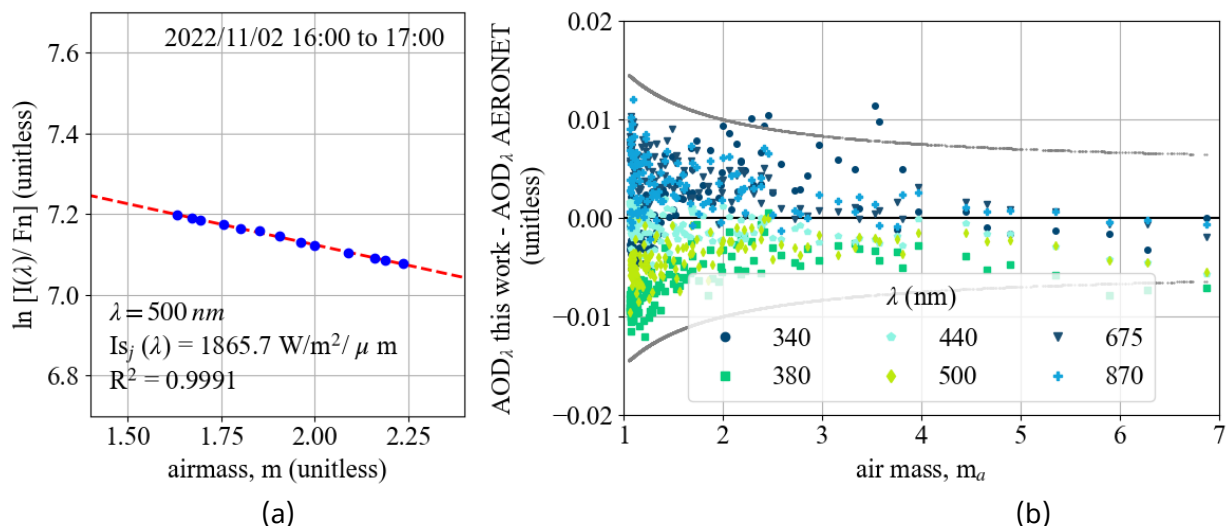 2022/11/02 16:00 to 17:00
7.6
7.4
7.2
7.0
6.8
ln [I(λ)/ Fn] (unitless)
λ = 500 nm
Is_j (λ) = 1865.7 W/m²/ μ m
R² = 0.9991
1.50 1.75 2.00 2.25
airmass, m (unitless)
(a)
AOD_λ this work - AOD_λ AERONET
(unitless)
0.02
0.01
0.00
−0.01
−0.02
λ (nm)
340 440 675
380 500 870
1 2 3 4 5 6 7
air mass, m_a
(b)